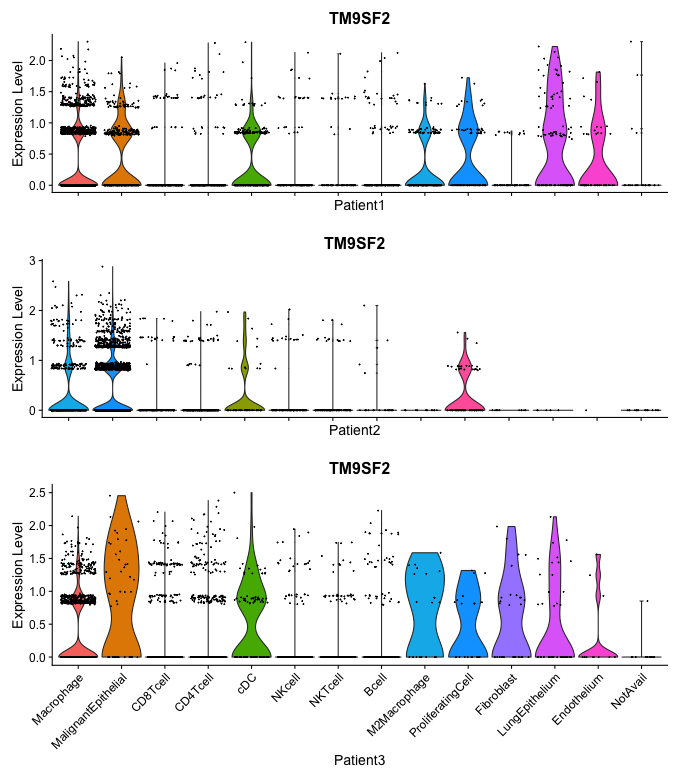 TM9SF2
Expression Level
2.0
1.5
1.0
0.5
0.0
Patient1
TM9SF2
Expression Level
3
2
1
0
Patient2
TM9SF2
Expression Level
2.5
2.0
1.5
1.0
0.5
0.0
Macrophage
MalignantEpithelial
CD8Tcell
CD4Tcell
cDC
NKcell
NKTcell
Bcell
M2Macrophage
ProliferatingCell
Fibroblast
LungEpithelium
Endothelium
NotAvail
Patient3